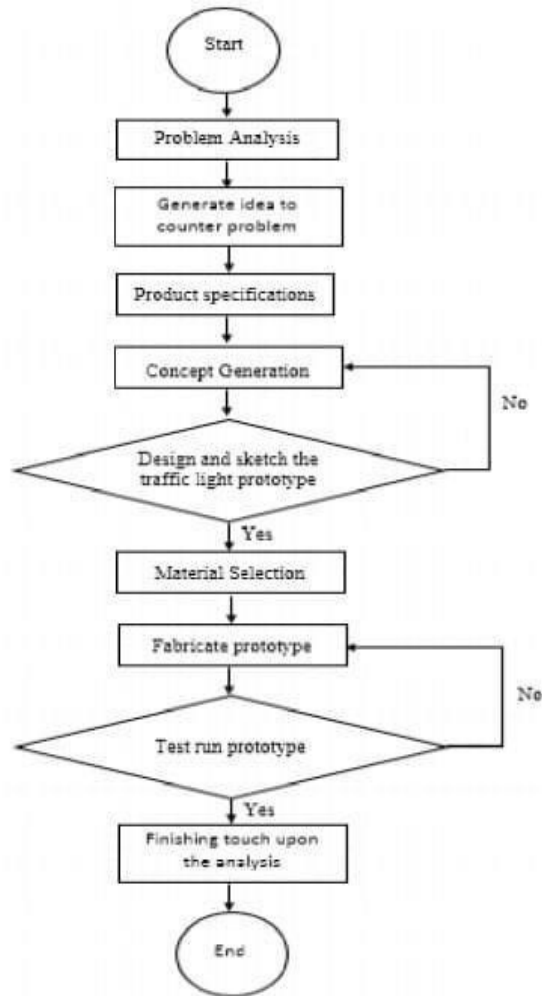 Start
Problem Analysis
Generate idea to
counter problem
Product specifications
Concept Generation
No
Design and sketch the
traffic light prototype
Yes
Material Selection
Fabricate prototype
No
Test run prototype
Yes
Finishing touch upon
the analysis
End